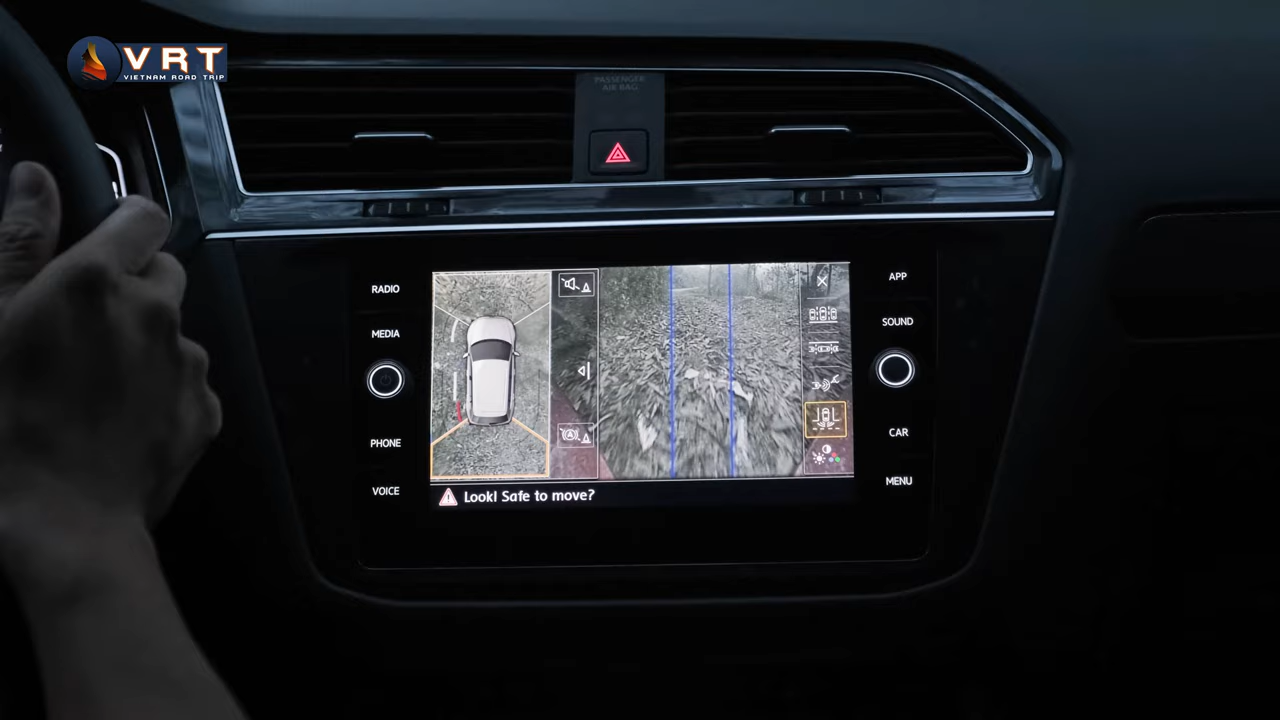 VRT
VIETNAM ROAD TRIP
PASSENGER
AIR BAG
RADIO
MEDIA
PHONE
VOICE
APP
SOUND
CAR
MENU
Look! Safe to move?